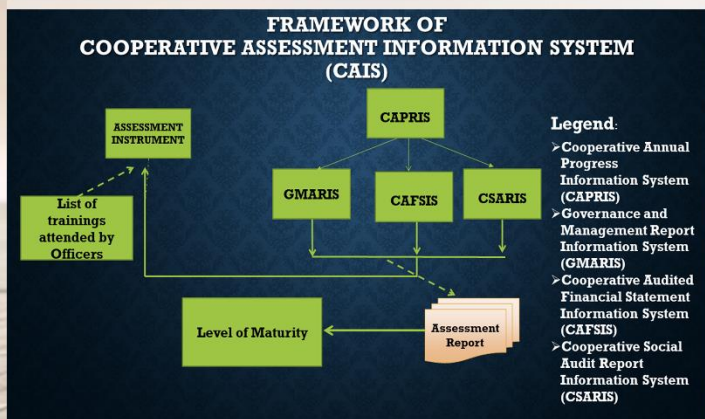 FRAMEWORK OF
COOPERATIVE ASSESSMENT INFORMATION SYSTEM
(CAIS)
ASSESSMENT
INSTRUMENT
List of
trainings
attended by
Officers
CAPRIS
GMARIS
CAFSIS
CSARIS
Level of Maturity
Assessment
Report
Legend:
➢Cooperative Annual
Progress
Information System
(CAPRIS)
➢Governance and
Management Report
Information System
(GMARIS)
➢Cooperative Audited
Financial Statement
Information System
(CAFSIS)
➢Cooperative Social
Audit Report
Information System
(CSARIS)